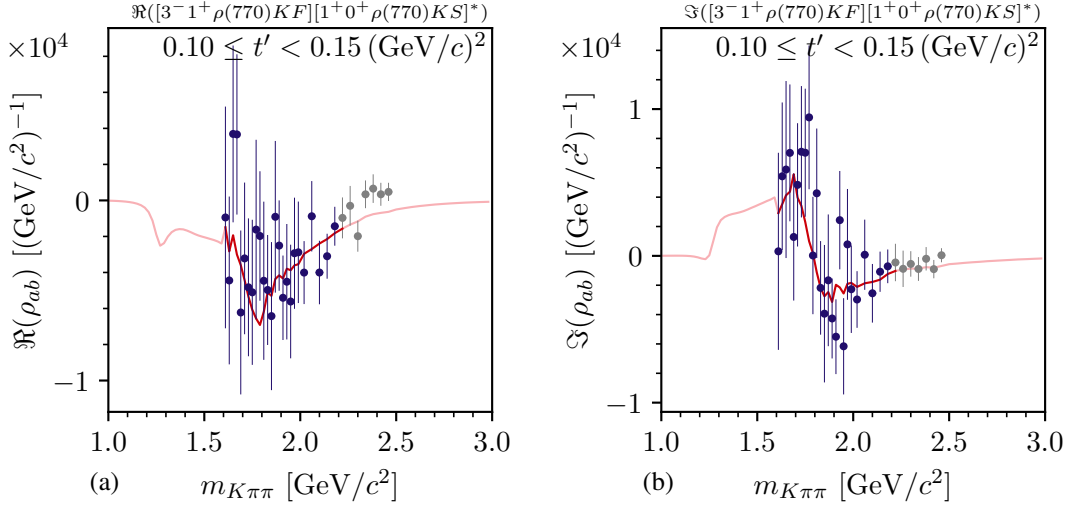 ℜ([3⁻1⁺ρ(770)KF][1⁺0⁺ρ(770)KS]*)
×10⁴
0.10 ≤ t′ < 0.15 (GeV/c)²
ℜ(ρ_ab) [(GeV/c²)⁻¹]
0
−1
1.0 1.5 2.0 2.5 3.0
(a)
m_Kππ [GeV/c²]
ℑ([3⁻1⁺ρ(770)KF][1⁺0⁺ρ(770)KS]*)
×10⁴
0.10 ≤ t′ < 0.15 (GeV/c)²
ℑ(ρ_ab) [(GeV/c²)⁻¹]
1
0
−1
1.0 1.5 2.0 2.5 3.0
(b)
m_Kππ [GeV/c²]